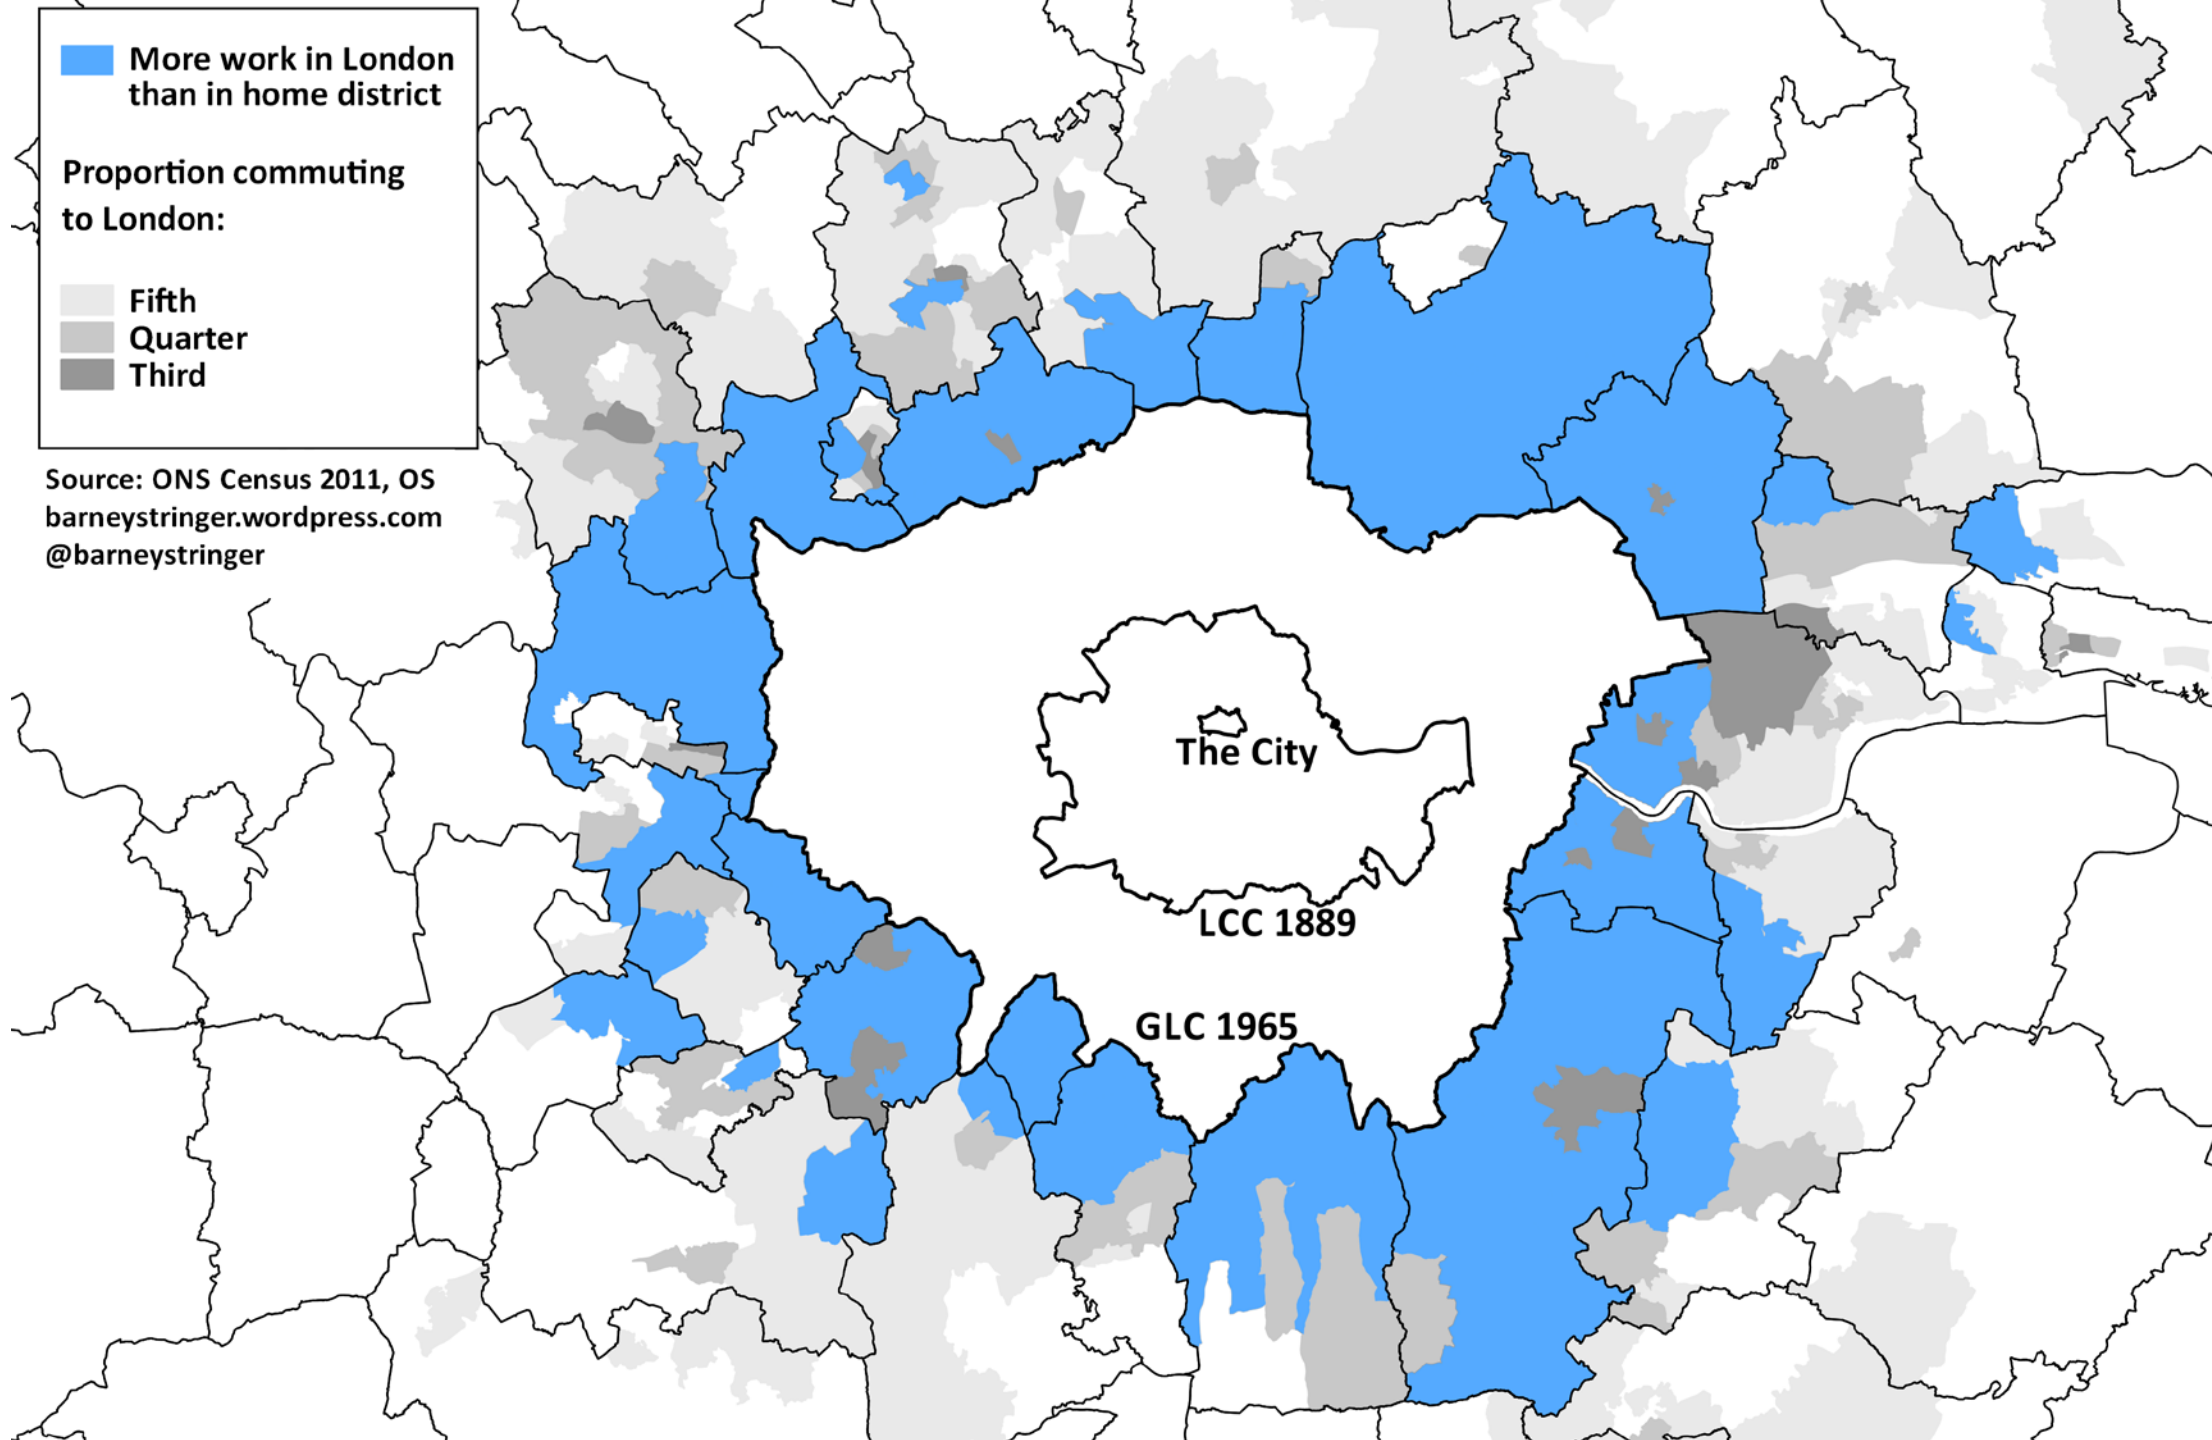 More work in London
than in home district
Proportion commuting
to London:
Fifth
Quarter
Third
Source: ONS Census 2011, OS
barneystringer.wordpress.com
@barneystringer
The City
LCC 1889
GLC 1965